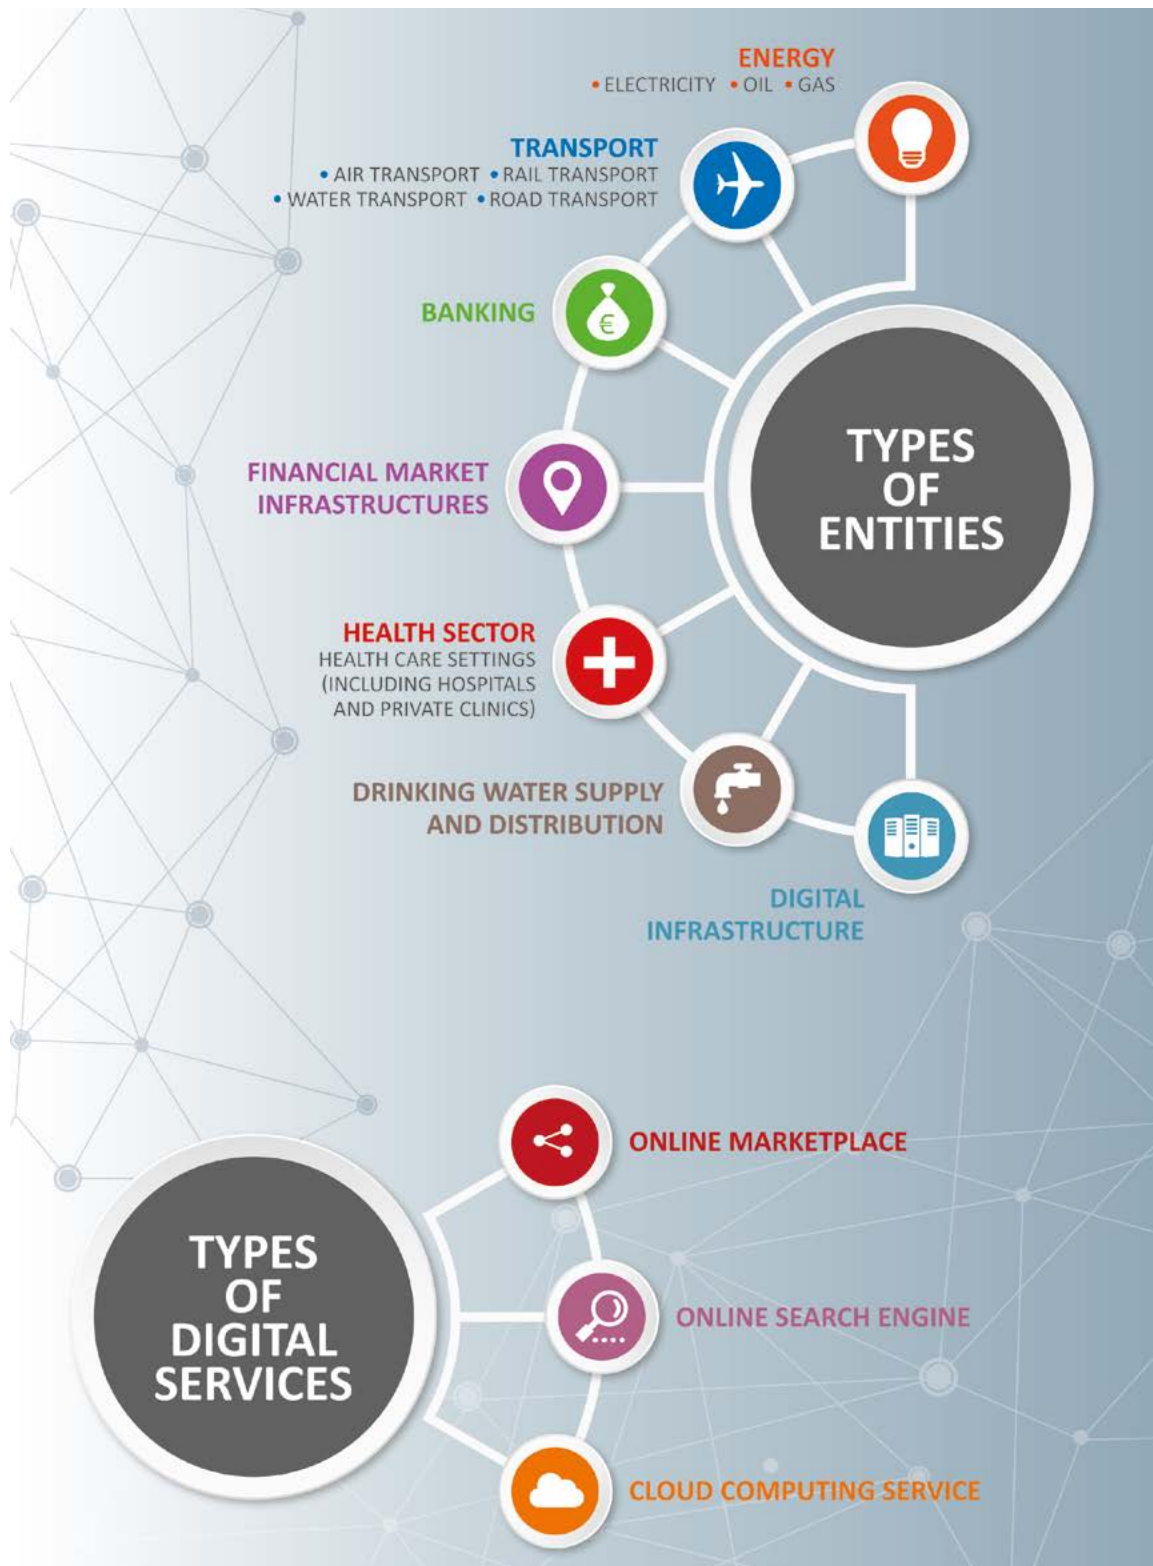 ENERGY
• ELECTRICITY • OIL • GAS
TRANSPORT
• AIR TRANSPORT • RAIL TRANSPORT
• WATER TRANSPORT • ROAD TRANSPORT
BANKING
€
FINANCIAL MARKET
INFRASTRUCTURES
TYPES
OF
ENTITIES
HEALTH SECTOR
HEALTH CARE SETTINGS
(INCLUDING HOSPITALS
AND PRIVATE CLINICS)
DRINKING WATER SUPPLY
AND DISTRIBUTION
DIGITAL
INFRASTRUCTURE
ONLINE MARKETPLACE
TYPES
OF
DIGITAL
SERVICES
ONLINE SEARCH ENGINE
CLOUD COMPUTING SERVICE